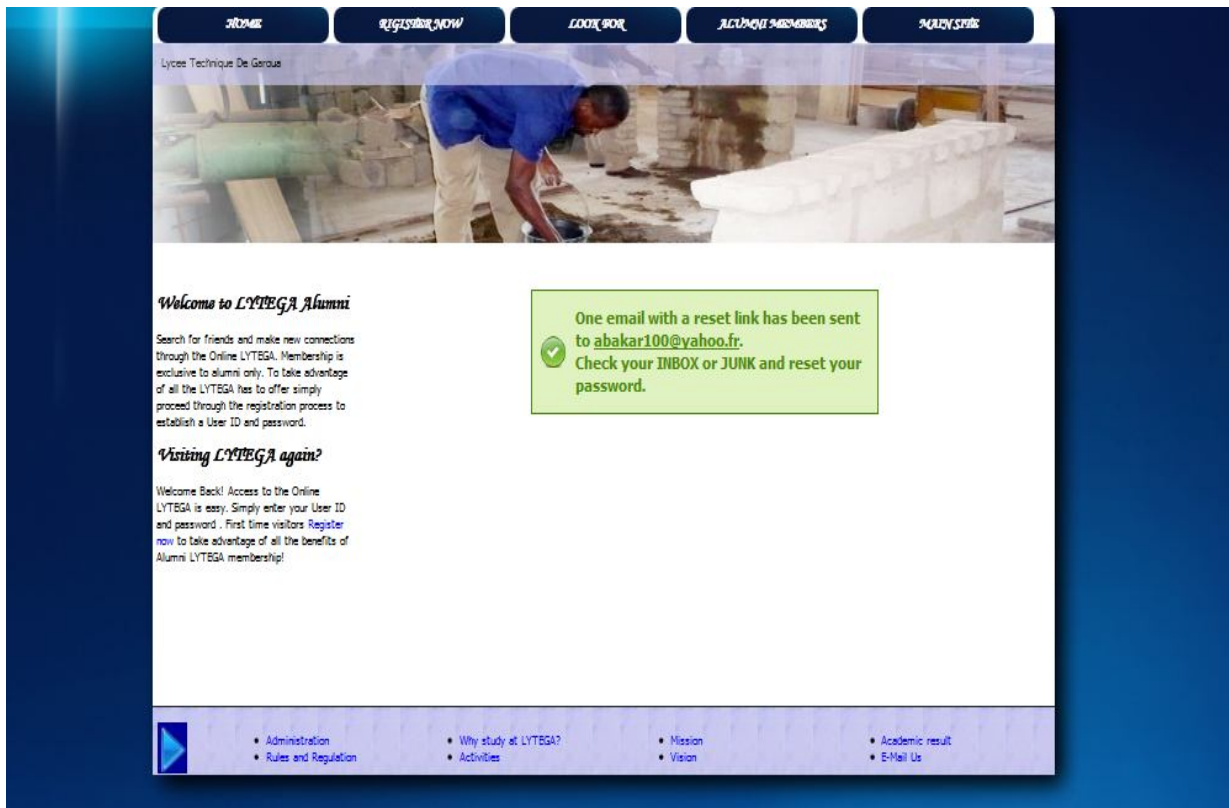 HOME
RIGISTER NOW
LOOK FOR
ALUMNI MEMBERS
MAIN SITE
Lycee Technique De Garoua
Welcome to LYTEGA Alumni
Search for friends and make new connections
through the Online LYTEGA. Membership is
exclusive to alumni only. To take advantage
of all the LYTEGA has to offer simply
proceed through the registration process to
establish a User ID and password.
Visiting LYTEGA again?
Welcome Back! Access to the Online
LYTEGA is easy. Simply enter your User ID
and password . First time visitors Register
now to take advantage of all the benefits of
Alumni LYTEGA membership!
One email with a reset link has been sent
to abakar100@yahoo.fr.
Check your INBOX or JUNK and reset your
password.
Administration
Rules and Regulation
Why study at LYTEGA?
Activities
Mission
Vision
Academic result
E-Mail Us